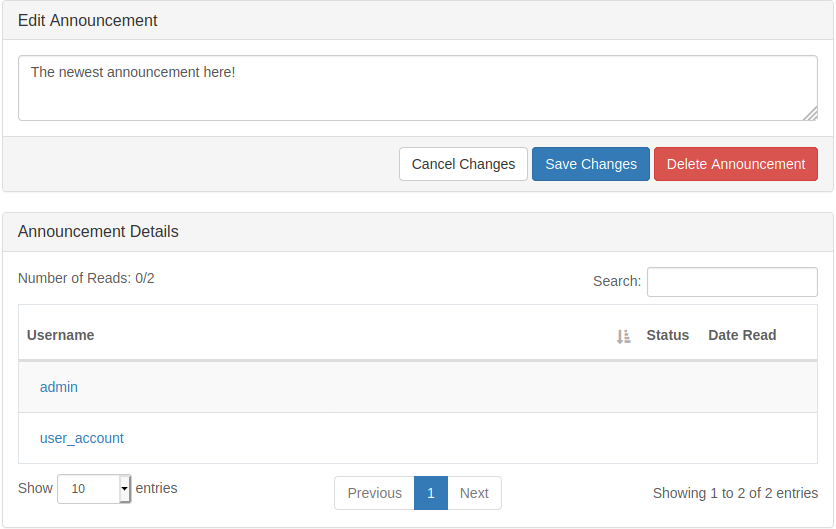 Edit Announcement
The newest announcement here!
Cancel Changes Save Changes Delete Announcement
Announcement Details
Number of Reads: 0/2 Search:
Username Status Date Read
admin
user_account
Show 10 entries Previous 1 Next Showing 1 to 2 of 2 entries